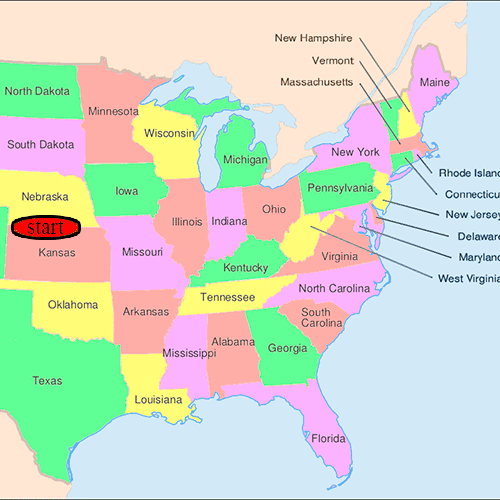 New Hampshire
Vermont
Massachusetts
Maine
North Dakota
Minnesota
South Dakota
Wisconsin
Michigan
New York
Rhode Island
Connecticu
New Jersey
Delaware
Maryland
West Virginia
Nebraska
Iowa
Pennsylvania
Illinois
Indiana
Ohio
start
Kansas
Missouri
Kentucky
Virginia
Oklahoma
Arkansas
Tennessee
North Carolina
South
Carolina
Mississippi
Alabama
Georgia
Texas
Louisiana
Florida